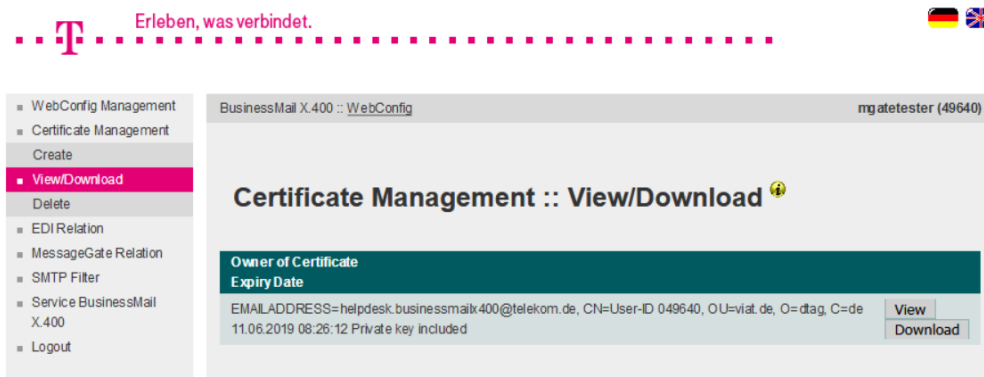 Erleben, was verbindet.
T
WebConfig Management
Certificate Management
Create
View/Download
Delete
EDI Relation
MessageGate Relation
SMTP Filter
Service BusinessMail
X.400
Logout
BusinessMail X.400 :: WebConfig
mgatetester (49640)
Certificate Management :: View/Download
Owner of Certificate
Expiry Date
EMAILADDRESS=helpdesk.businessmailx400@telekom.de, CN=User-ID 049640, OU=viat.de, O=dtag, C=de
11.06.2019 08:26:12 Private key included
View
Download